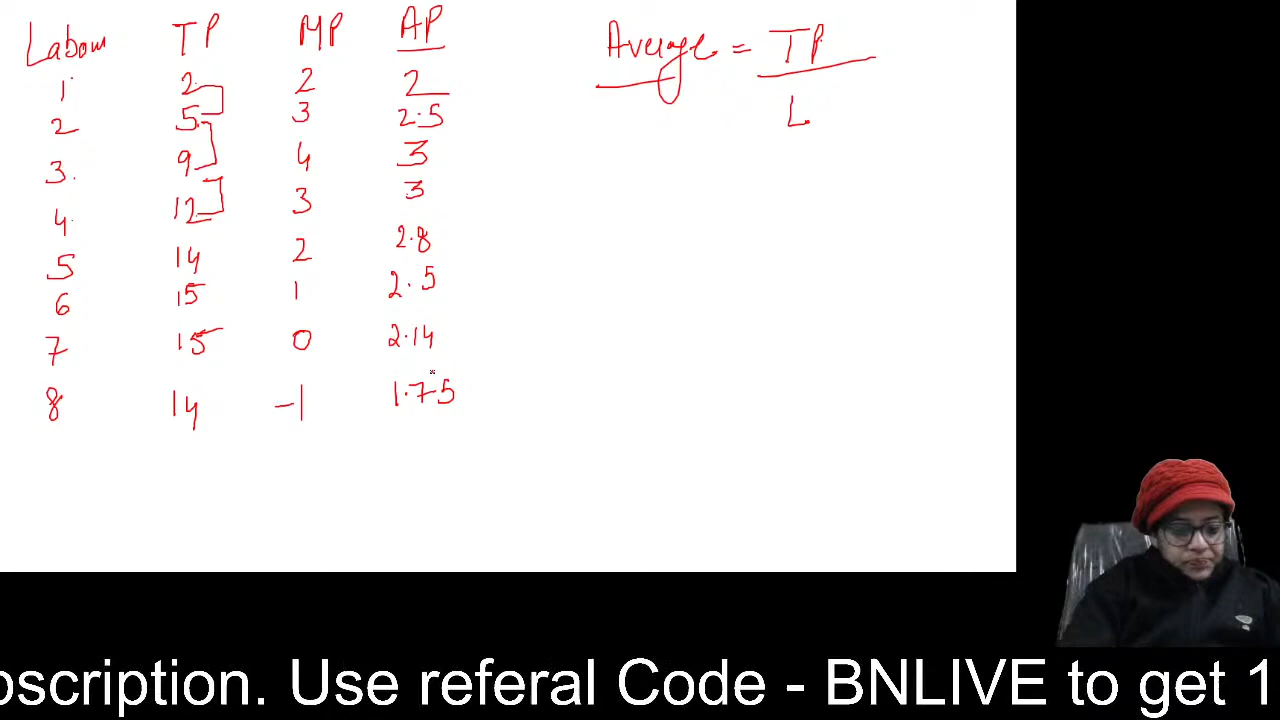 Labour TP MP AP
1 2 2 2
2 5 3 2.5
3. 9 4 3
4. 12 3 3
5 14 2 2.8
6 15 1 2.5
7 15 0 2.14
8 14 -1 1.75
Average = TP
L
oscription. Use referal Code - BNLIVE to get 1